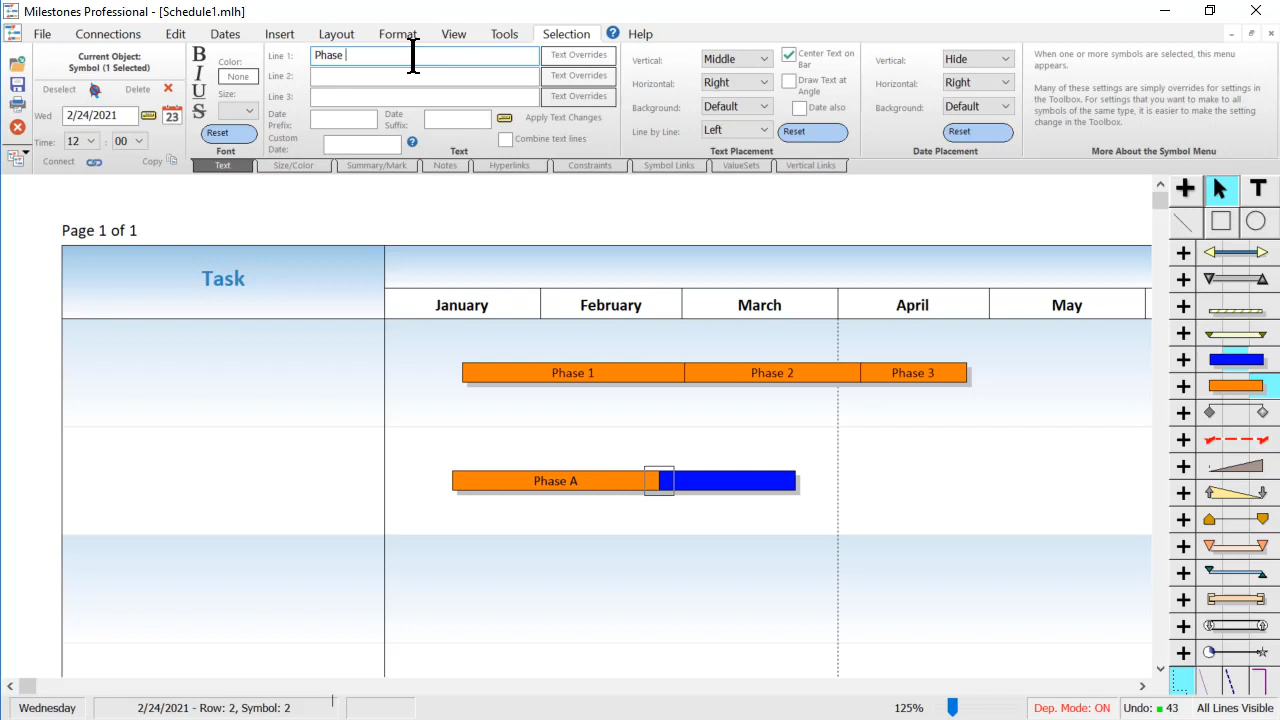 Milestones Professional - [Schedule1.mlh]
File Connections Edit Dates Insert Format Layout View Tools Selection Help
Current Object:
Symbol (1 Selected)
Deselect Delete
Wed 2/24/2021 23
Time: 12 : 00
Connect Copy
B
I
U
S
Color:
None
Size:
Reset
Font
Line 1: Phase Text Overrides
Line 2: Text Overrides
Line 3: Text Overrides
Date Prefix: Date Suffix: Apply Text Changes
Custom Date: Combine text lines
Text
Vertical: Middle Center Text on Bar
Horizontal: Right Draw Text at Angle
Background: Default Date also
Line by Line: Left Reset
Text Placement
Vertical: Hide
Horizontal: Right
Background: Default
Reset
Date Placement
When one or more symbols are selected, this menu
appears.
Many of these settings are simply overrides for settings in
the Toolbox. For settings that you want to make to all
symbols of the same type, it is easier to make the setting
change in the Toolbox.
More About the Symbol Menu
Text Size/Color Summary/Mark Notes Hyperlinks Constraints Symbol Links ValueSets Vertical Links
T
Page 1 of 1
Task
January February March April May
Phase 1 Phase 2 Phase 3
Phase A
Wednesday 2/24/2021 - Row: 2, Symbol: 2 125% Dep. Mode: ON Undo: 43 All Lines Visible